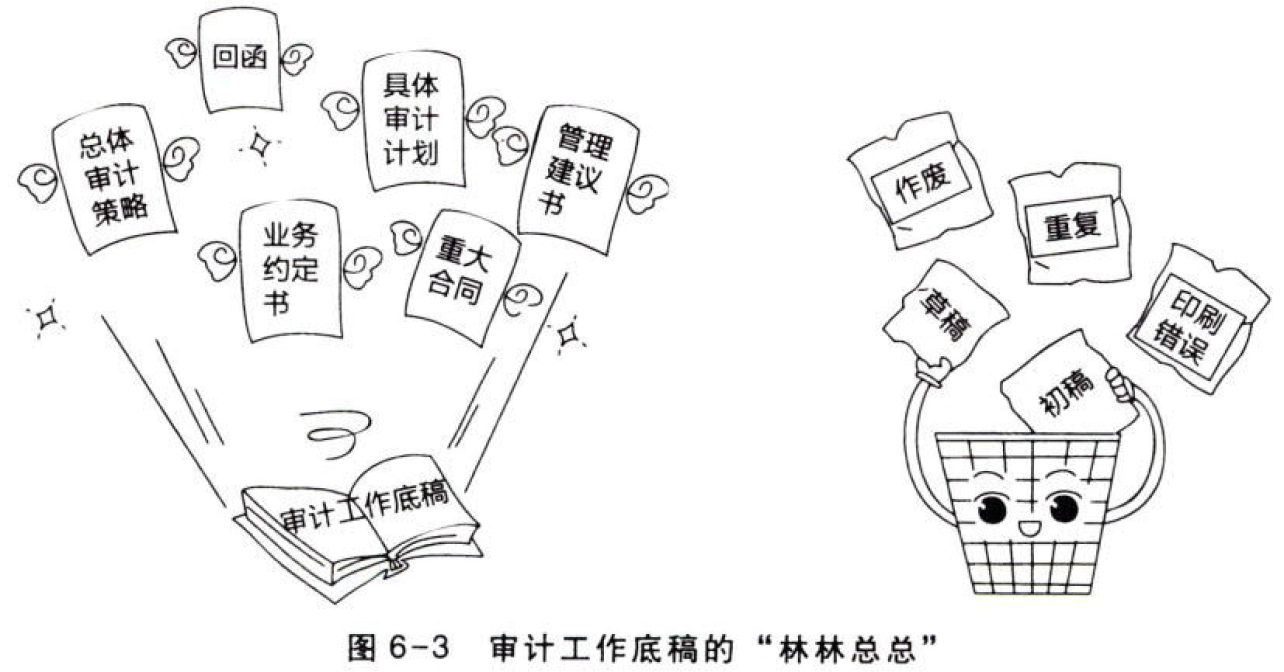 回函
具体
审计
计划
总体
审计
策略
管理
建议
书
业务
约定
书
重大
合同
审计工作底稿
作废
重复
草稿
印刷
错误
初稿
图 6-3 审计工作底稿的“林林总总”